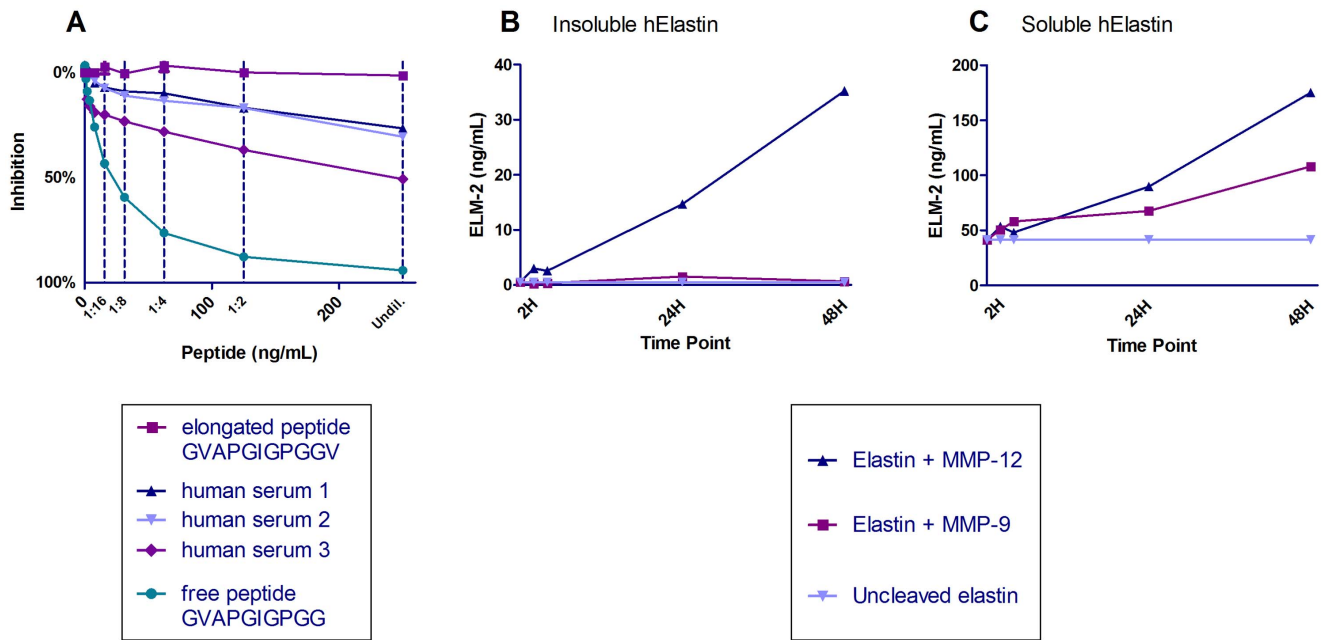 A
0%
50%
100%
Inhibition
0
1:16
1:8
1:4
100
1:2
200
Undil.
Peptide (ng/mL)
elongated peptide
GVAPGIGPGGV
human serum 1
human serum 2
human serum 3
free peptide
GVAPGIGPGG
B Insoluble hElastin
40
30
20
10
0
ELM-2 (ng/mL)
2H
24H
48H
Time Point
C Soluble hElastin
200
150
100
50
0
ELM-2 (ng/mL)
2H
24H
48H
Time Point
Elastin + MMP-12
Elastin + MMP-9
Uncleaved elastin